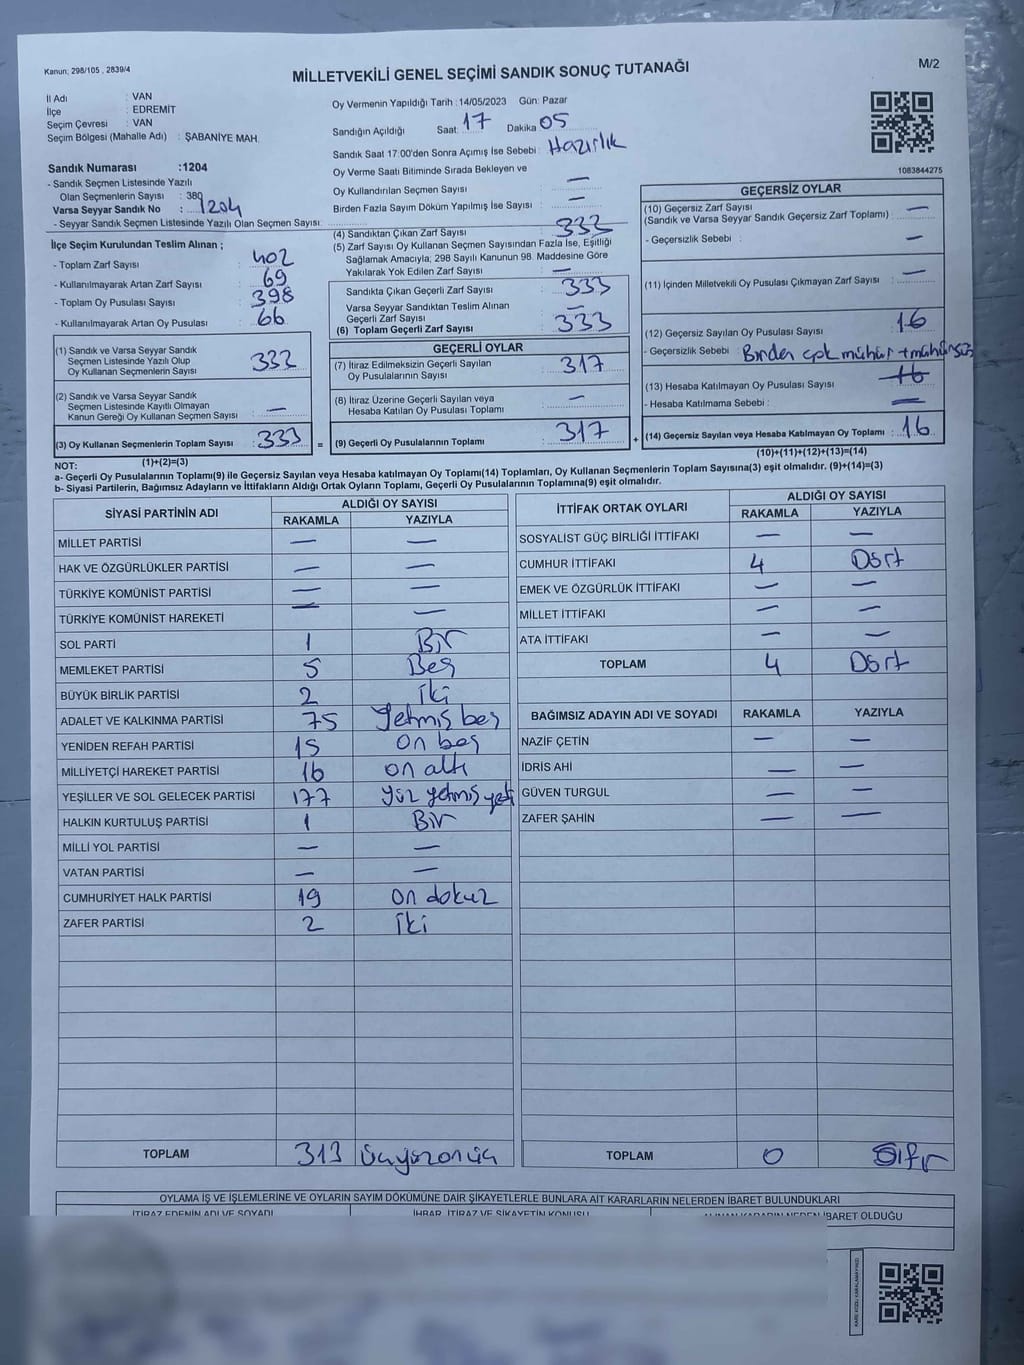 Kanun: 298/105 , 2839/4
MİLLETVEKİLİ GENEL SEÇİMİ SANDIK SONUÇ TUTANAĞI
M/2
İl Adı : VAN
İlçe : EDREMİT
Seçim Çevresi : VAN
Seçim Bölgesi (Mahalle Adı) : ŞABANİYE MAH.
Sandık Numarası :1204
- Sandık Seçmen Listesinde Yazılı
Olan Seçmenlerin Sayısı : 380
Varsa Seyyar Sandık No : 1204
- Seyyar Sandık Seçmen Listesinde Yazılı Olan Seçmen Sayısı:
Oy Vermenin Yapıldığı Tarih :14/05/2023 Gün: Pazar
Sandığın Açıldığı Saat: 17 Dakika 05
Sandık Saat 17:00'den Sonra Açımış İse Sebebi : Hazırlık
Oy Verme Saati Bitiminde Sırada Bekleyen ve
Oy Kullandırılan Seçmen Sayısı : —
Birden Fazla Sayım Döküm Yapılmış İse Sayısı : —
(4) Sandıktan Çıkan Zarf Sayısı : 333
(5) Zarf Sayısı Oy Kullanan Seçmen Sayısından Fazla İse, Eşitliği
Sağlamak Amacıyla; 298 Sayılı Kanunun 98. Maddesine Göre
Yakılarak Yok Edilen Zarf Sayısı : —
1083844275
İlçe Seçim Kurulundan Teslim Alınan ;
- Toplam Zarf Sayısı : 402
- Kullanılmayarak Artan Zarf Sayısı : 69
- Toplam Oy Pusulası Sayısı : 398
- Kullanılmayarak Artan Oy Pusulası : 66
Sandıkta Çıkan Geçerli Zarf Sayısı : 333
Varsa Seyyar Sandıktan Teslim Alınan
Geçerli Zarf Sayısı : —
(6) Toplam Geçerli Zarf Sayısı : 333
GEÇERSİZ OYLAR
(10) Geçersiz Zarf Sayısı : —
(Sandık ve Varsa Seyyar Sandık Geçersiz Zarf Toplamı)
- Geçersizlik Sebebi : —
(11) İçinden Milletvekili Oy Pusulası Çıkmayan Zarf Sayısı : —
(12) Geçersiz Sayılan Oy Pusulası Sayısı : 16
- Geçersizlik Sebebi : Birden çok mühür + mühürsüz
(13) Hesaba Katılmayan Oy Pusulası Sayısı : 16
- Hesaba Katılmama Sebebi : —
(14) Geçersiz Sayılan veya Hesaba Katılmayan Oy Toplamı : 16
(10)+(11)+(12)+(13)=(14)
(1) Sandık ve Varsa Seyyar Sandık
Seçmen Listesinde Yazılı Olup
Oy Kullanan Seçmenlerin Sayısı : 333
(2) Sandık ve Varsa Seyyar Sandık
Seçmen Listesinde Kayıtlı Olmayan
Kanun Gereği Oy Kullanan Seçmen Sayısı : —
(3) Oy Kullanan Seçmenlerin Toplam Sayısı : 333 =
(1)+(2)=(3)
GEÇERLİ OYLAR
(7) İtiraz Edilmeksizin Geçerli Sayılan
Oy Pusulalarının Sayısı : 317
(8) İtiraz Üzerine Geçerli Sayılan veya
Hesaba Katılan Oy Pusulası Toplamı : —
(9) Geçerli Oy Pusulalarının Toplamı : 317 +
NOT:
a- Geçerli Oy Pusulalarının Toplamı(9) ile Geçersiz Sayılan veya Hesaba katılmayan Oy Toplamı(14) Toplamları, Oy Kullanan Seçmenlerin Toplam Sayısına(3) eşit olmalıdır. (9)+(14)=(3)
b- Siyasi Partilerin, Bağımsız Adayların ve İttifakların Aldığı Ortak Oyların Toplamı, Geçerli Oy Pusulalarının Toplamına(9) eşit olmalıdır.
SİYASİ PARTİNİN ADI ALDIĞI OY SAYISI
RAKAMLA YAZIYLA
MİLLET PARTİSİ — —
HAK VE ÖZGÜRLÜKLER PARTİSİ — —
TÜRKİYE KOMÜNİST PARTİSİ — —
TÜRKİYE KOMÜNİST HAREKETİ — —
SOL PARTİ 1 Bir
MEMLEKET PARTİSİ 5 Beş
BÜYÜK BİRLİK PARTİSİ 2 İki
ADALET VE KALKINMA PARTİSİ 75 Yetmiş beş
YENİDEN REFAH PARTİSİ 15 on beş
MİLLİYETÇİ HAREKET PARTİSİ 16 on altı
YEŞİLLER VE SOL GELECEK PARTİSİ 177 yüz yetmiş yedi
HALKIN KURTULUŞ PARTİSİ 1 Bir
MİLLİ YOL PARTİSİ — —
VATAN PARTİSİ — —
CUMHURİYET HALK PARTİSİ 19 on dokuz
ZAFER PARTİSİ 2 İki
TOPLAM 313 üçyüzonüç
İTTİFAK ORTAK OYLARI ALDIĞI OY SAYISI
RAKAMLA YAZIYLA
SOSYALİST GÜÇ BİRLİĞİ İTTİFAKI — —
CUMHUR İTTİFAKI 4 Dört
EMEK VE ÖZGÜRLÜK İTTİFAKI — —
MİLLET İTTİFAKI — —
ATA İTTİFAKI — —
TOPLAM 4 Dört
BAĞIMSIZ ADAYIN ADI VE SOYADI RAKAMLA YAZIYLA
NAZİF ÇETİN — —
İDRİS AHİ — —
GÜVEN TURGUL — —
ZAFER ŞAHİN — —
TOPLAM 0 Sıfır
OYLAMA İŞ VE İŞLEMLERİNE VE OYLARIN SAYIM DÖKÜMÜNE DAİR ŞİKAYETLERLE BUNLARA AİT KARARLARIN NELERDEN İBARET BULUNDUKLARI
İTİRAZ EDENİN ADI VE SOYADI İHBAR, İTİRAZ VE ŞİKAYETİN KONUSU ALINAN KARARIN NEDEN İBARET OLDUĞU